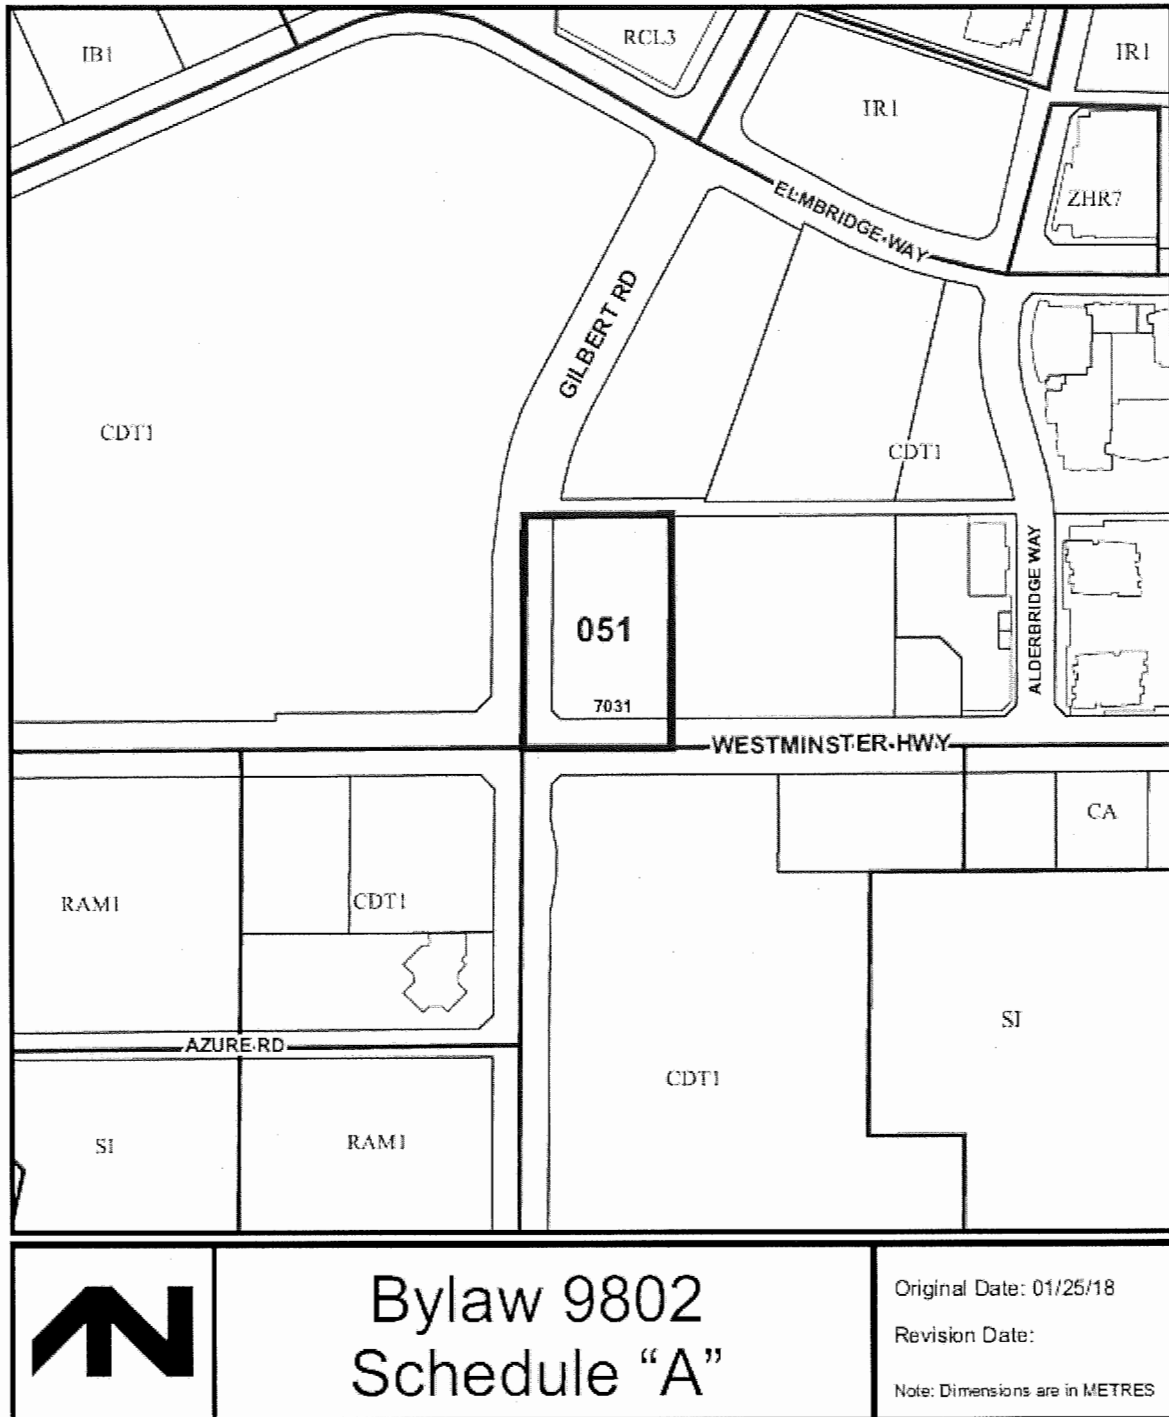 IB1
RCL3
IR1
IR1
ZHR7
ELMBRIDGE WAY
GILBERT RD
CDT1
CDT1
051
7031
ALDERBRIDGE WAY
WESTMINSTER HWY
CA
RAM1
CDT1
SI
AZURE RD
CDT1
SI
RAM1
Bylaw 9802
Schedule “A”
Original Date: 01/25/18
Revision Date:
Note: Dimensions are in METRES